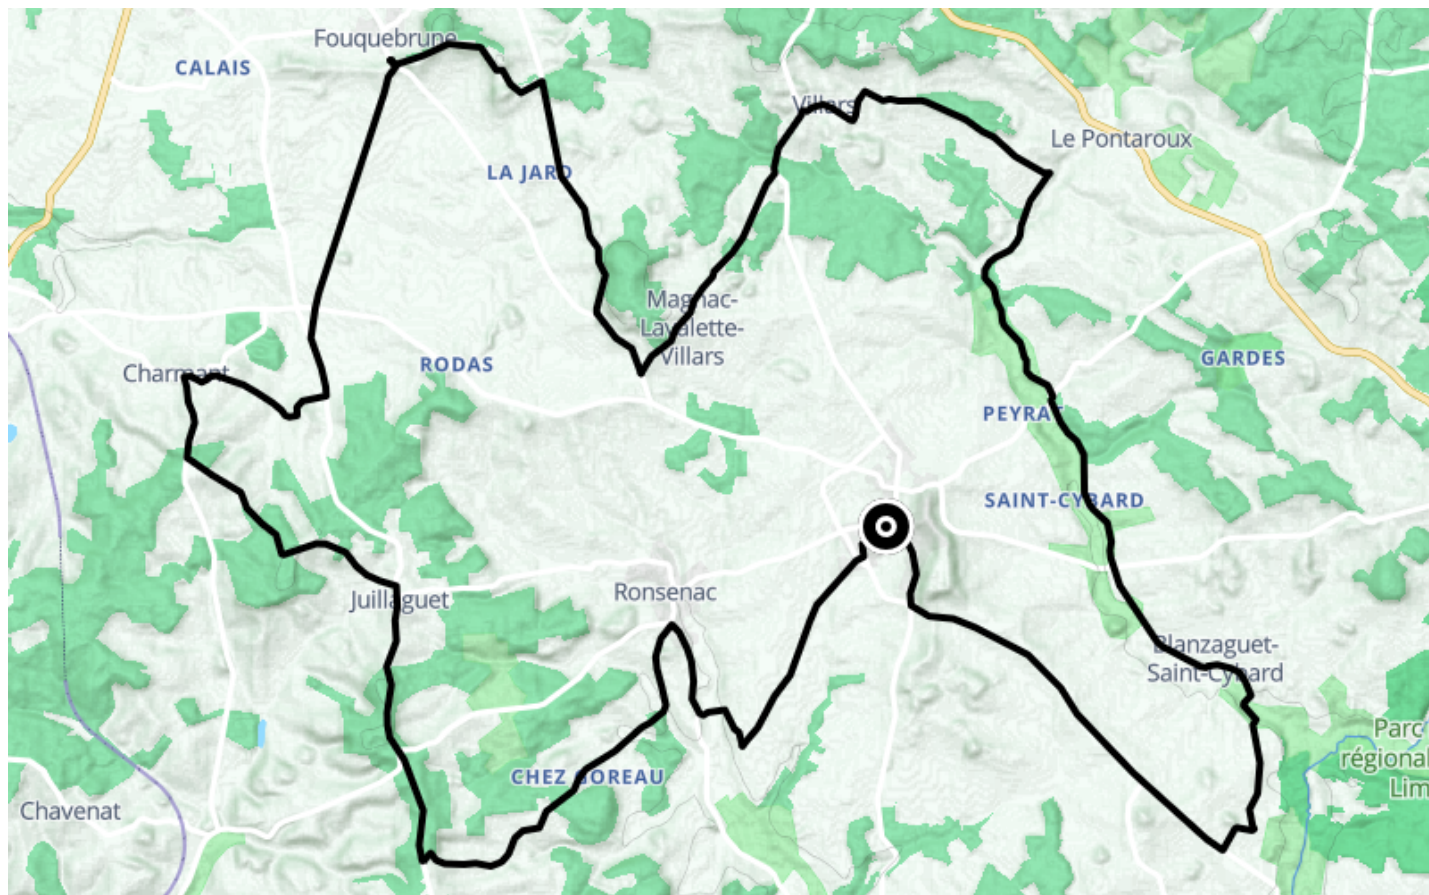 Fouquebrune
CALAIS
Villars
Le Pontaroux
LA JARD
Magnac-
Lavalette-
Villars
Charmant
RODAS
GARDES
PEYRAT
SAINT-CYBARD
Ronsenac
Juillaguet
Blanzaguet-
Saint-Cybard
Parc
régional
Lim
CHEZ GOREAU
Chavenat